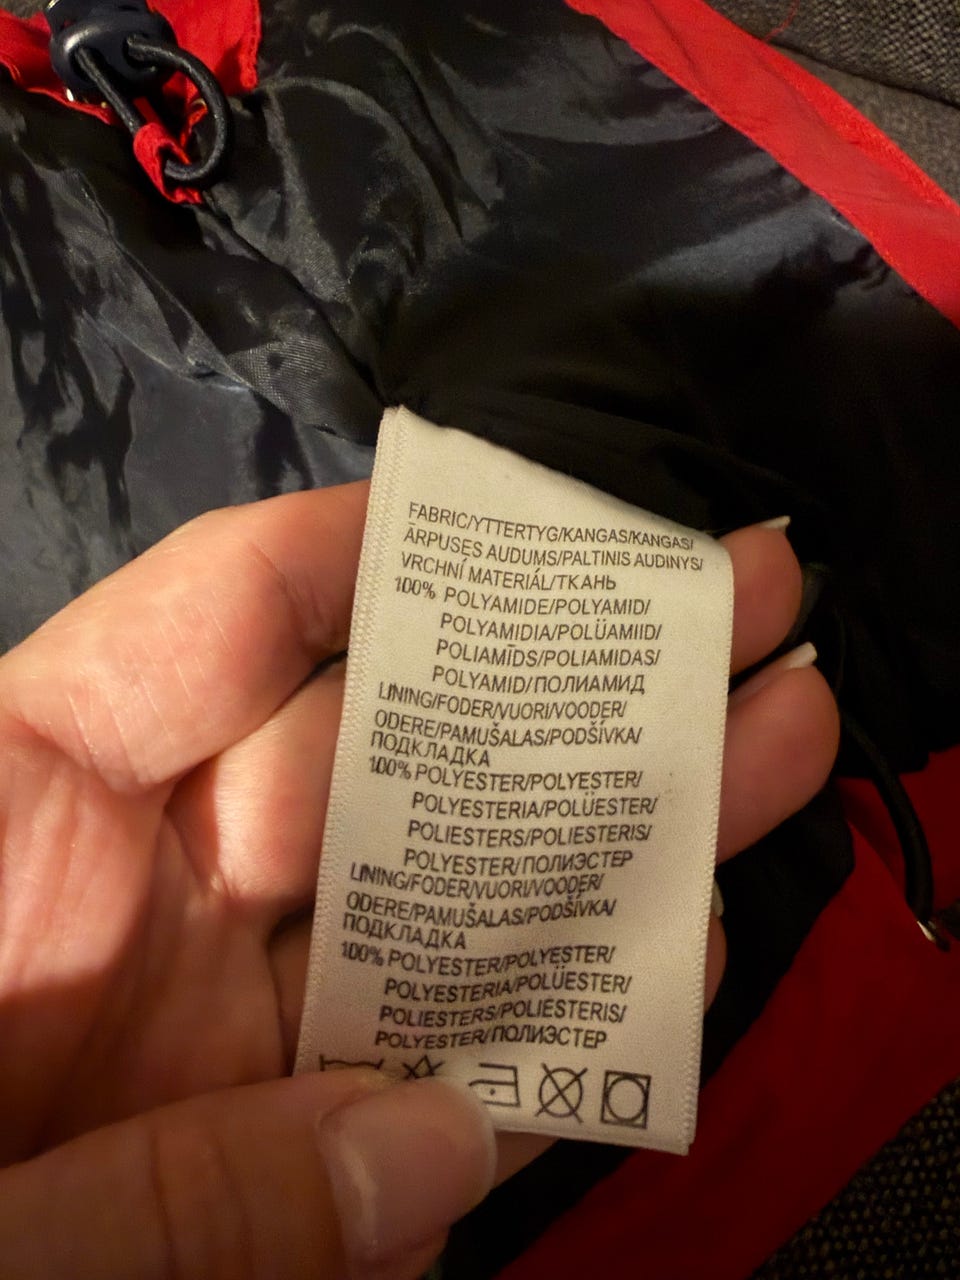 FABRIC/YTTERTYG/KANGAS/KANGAS/
ĀRPUSES AUDUMS/PALTINIS AUDINYS/
VRCHNÍ MATERIÁL/ТКАНЬ
100% POLYAMIDE/POLYAMID/
POLYAMIDIA/POLÜAMIID/
POLIAMĪDS/POLIAMIDAS/
POLYAMID/ПОЛИАМИД
LINING/FODER/VUORI/VOODER/
ODERE/PAMUŠALAS/PODŠÍVKA/
ПОДКЛАДКА
100% POLYESTER/POLYESTER/
POLYESTERIA/POLÜESTER/
POLIESTERS/POLIESTERIS/
POLYESTER/ПОЛИЭСТЕР
LINING/FODER/VUORI/VOODER/
ODERE/PAMUŠALAS/PODŠÍVKA/
ПОДКЛАДКА
100% POLYESTER/POLYESTER/
POLYESTERIA/POLÜESTER/
POLIESTERS/POLIESTERIS/
POLYESTER/ПОЛИЭСТЕР